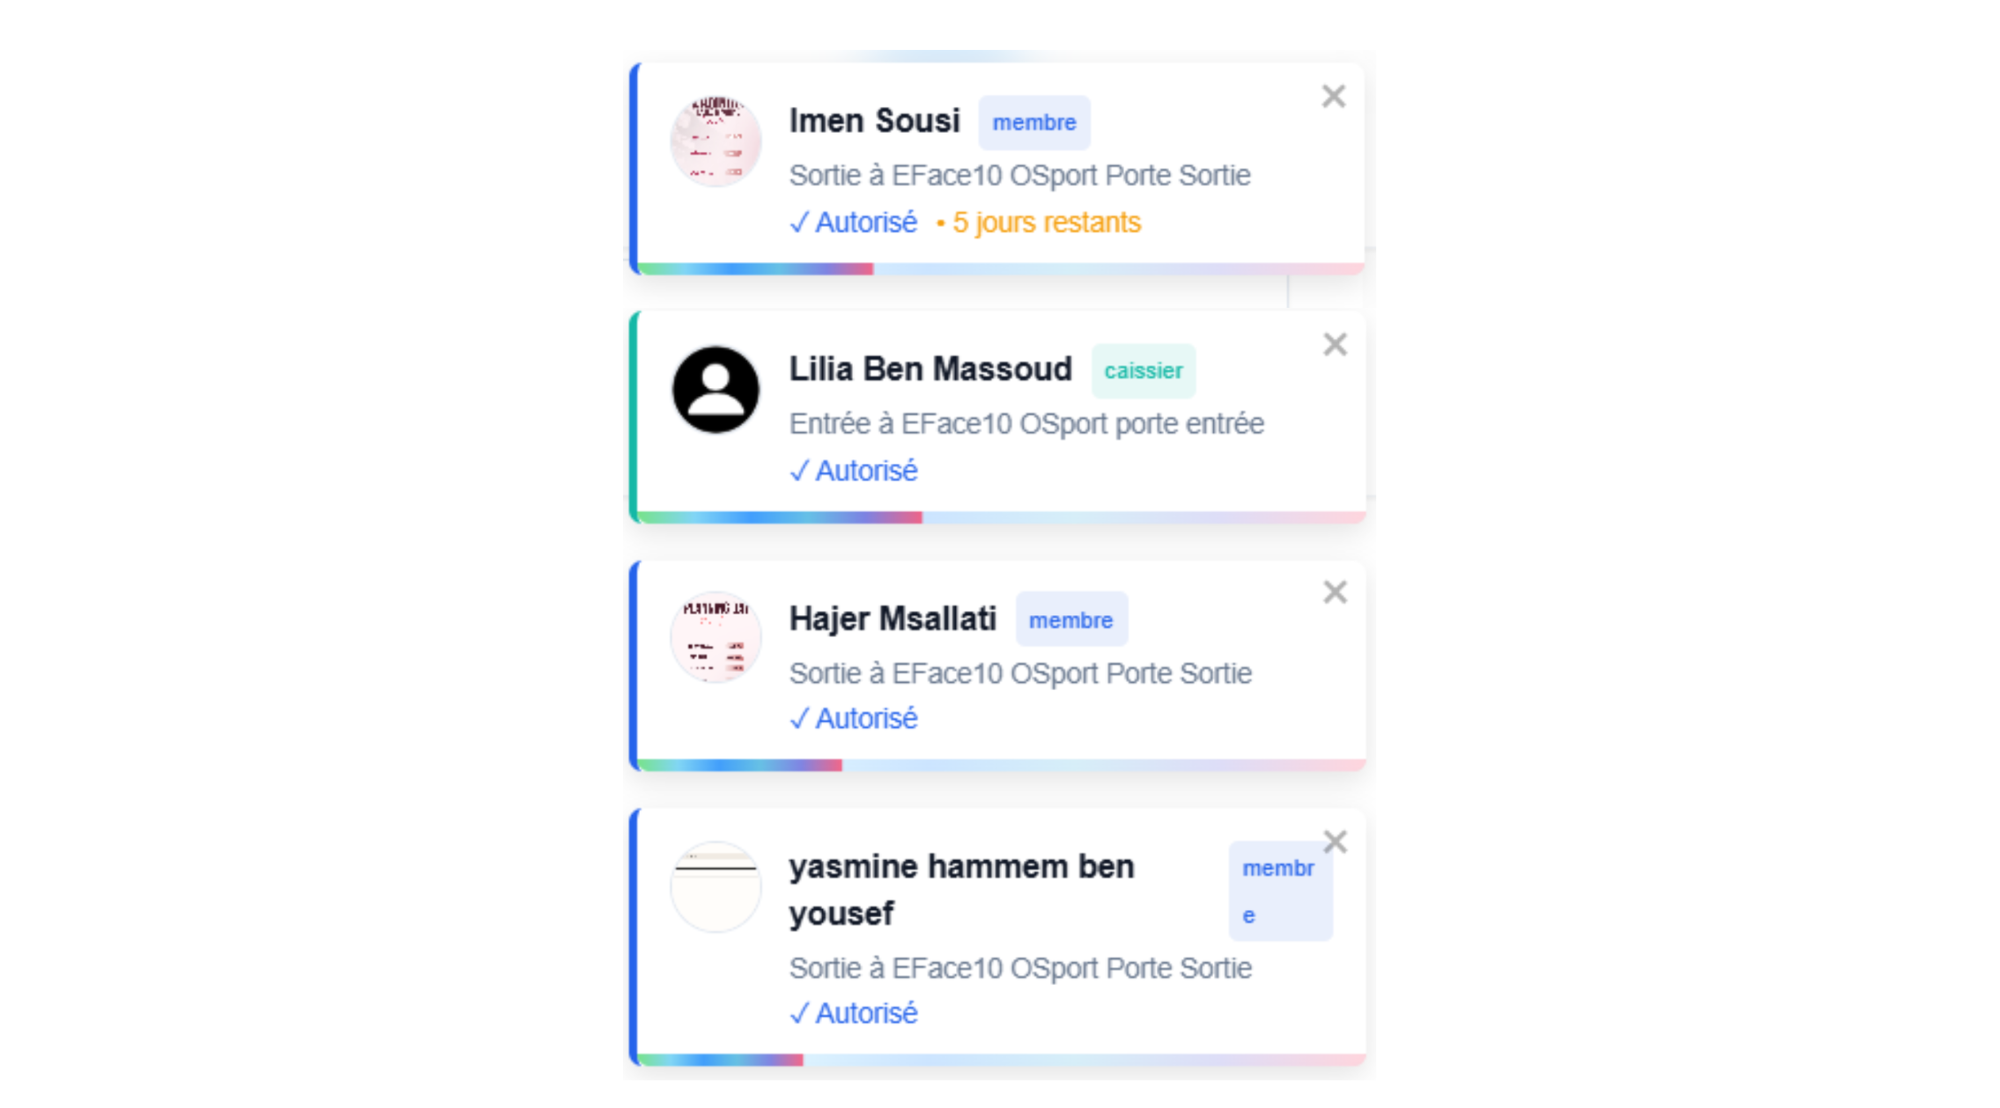 Imen Sousi membre
Sortie à EFace10 OSport Porte Sortie
✓ Autorisé • 5 jours restants
Lilia Ben Massoud caissier
Entrée à EFace10 OSport porte entrée
✓ Autorisé
Hajer Msallati membre
Sortie à EFace10 OSport Porte Sortie
✓ Autorisé
yasmine hammem ben membr
yousef e
Sortie à EFace10 OSport Porte Sortie
✓ Autorisé